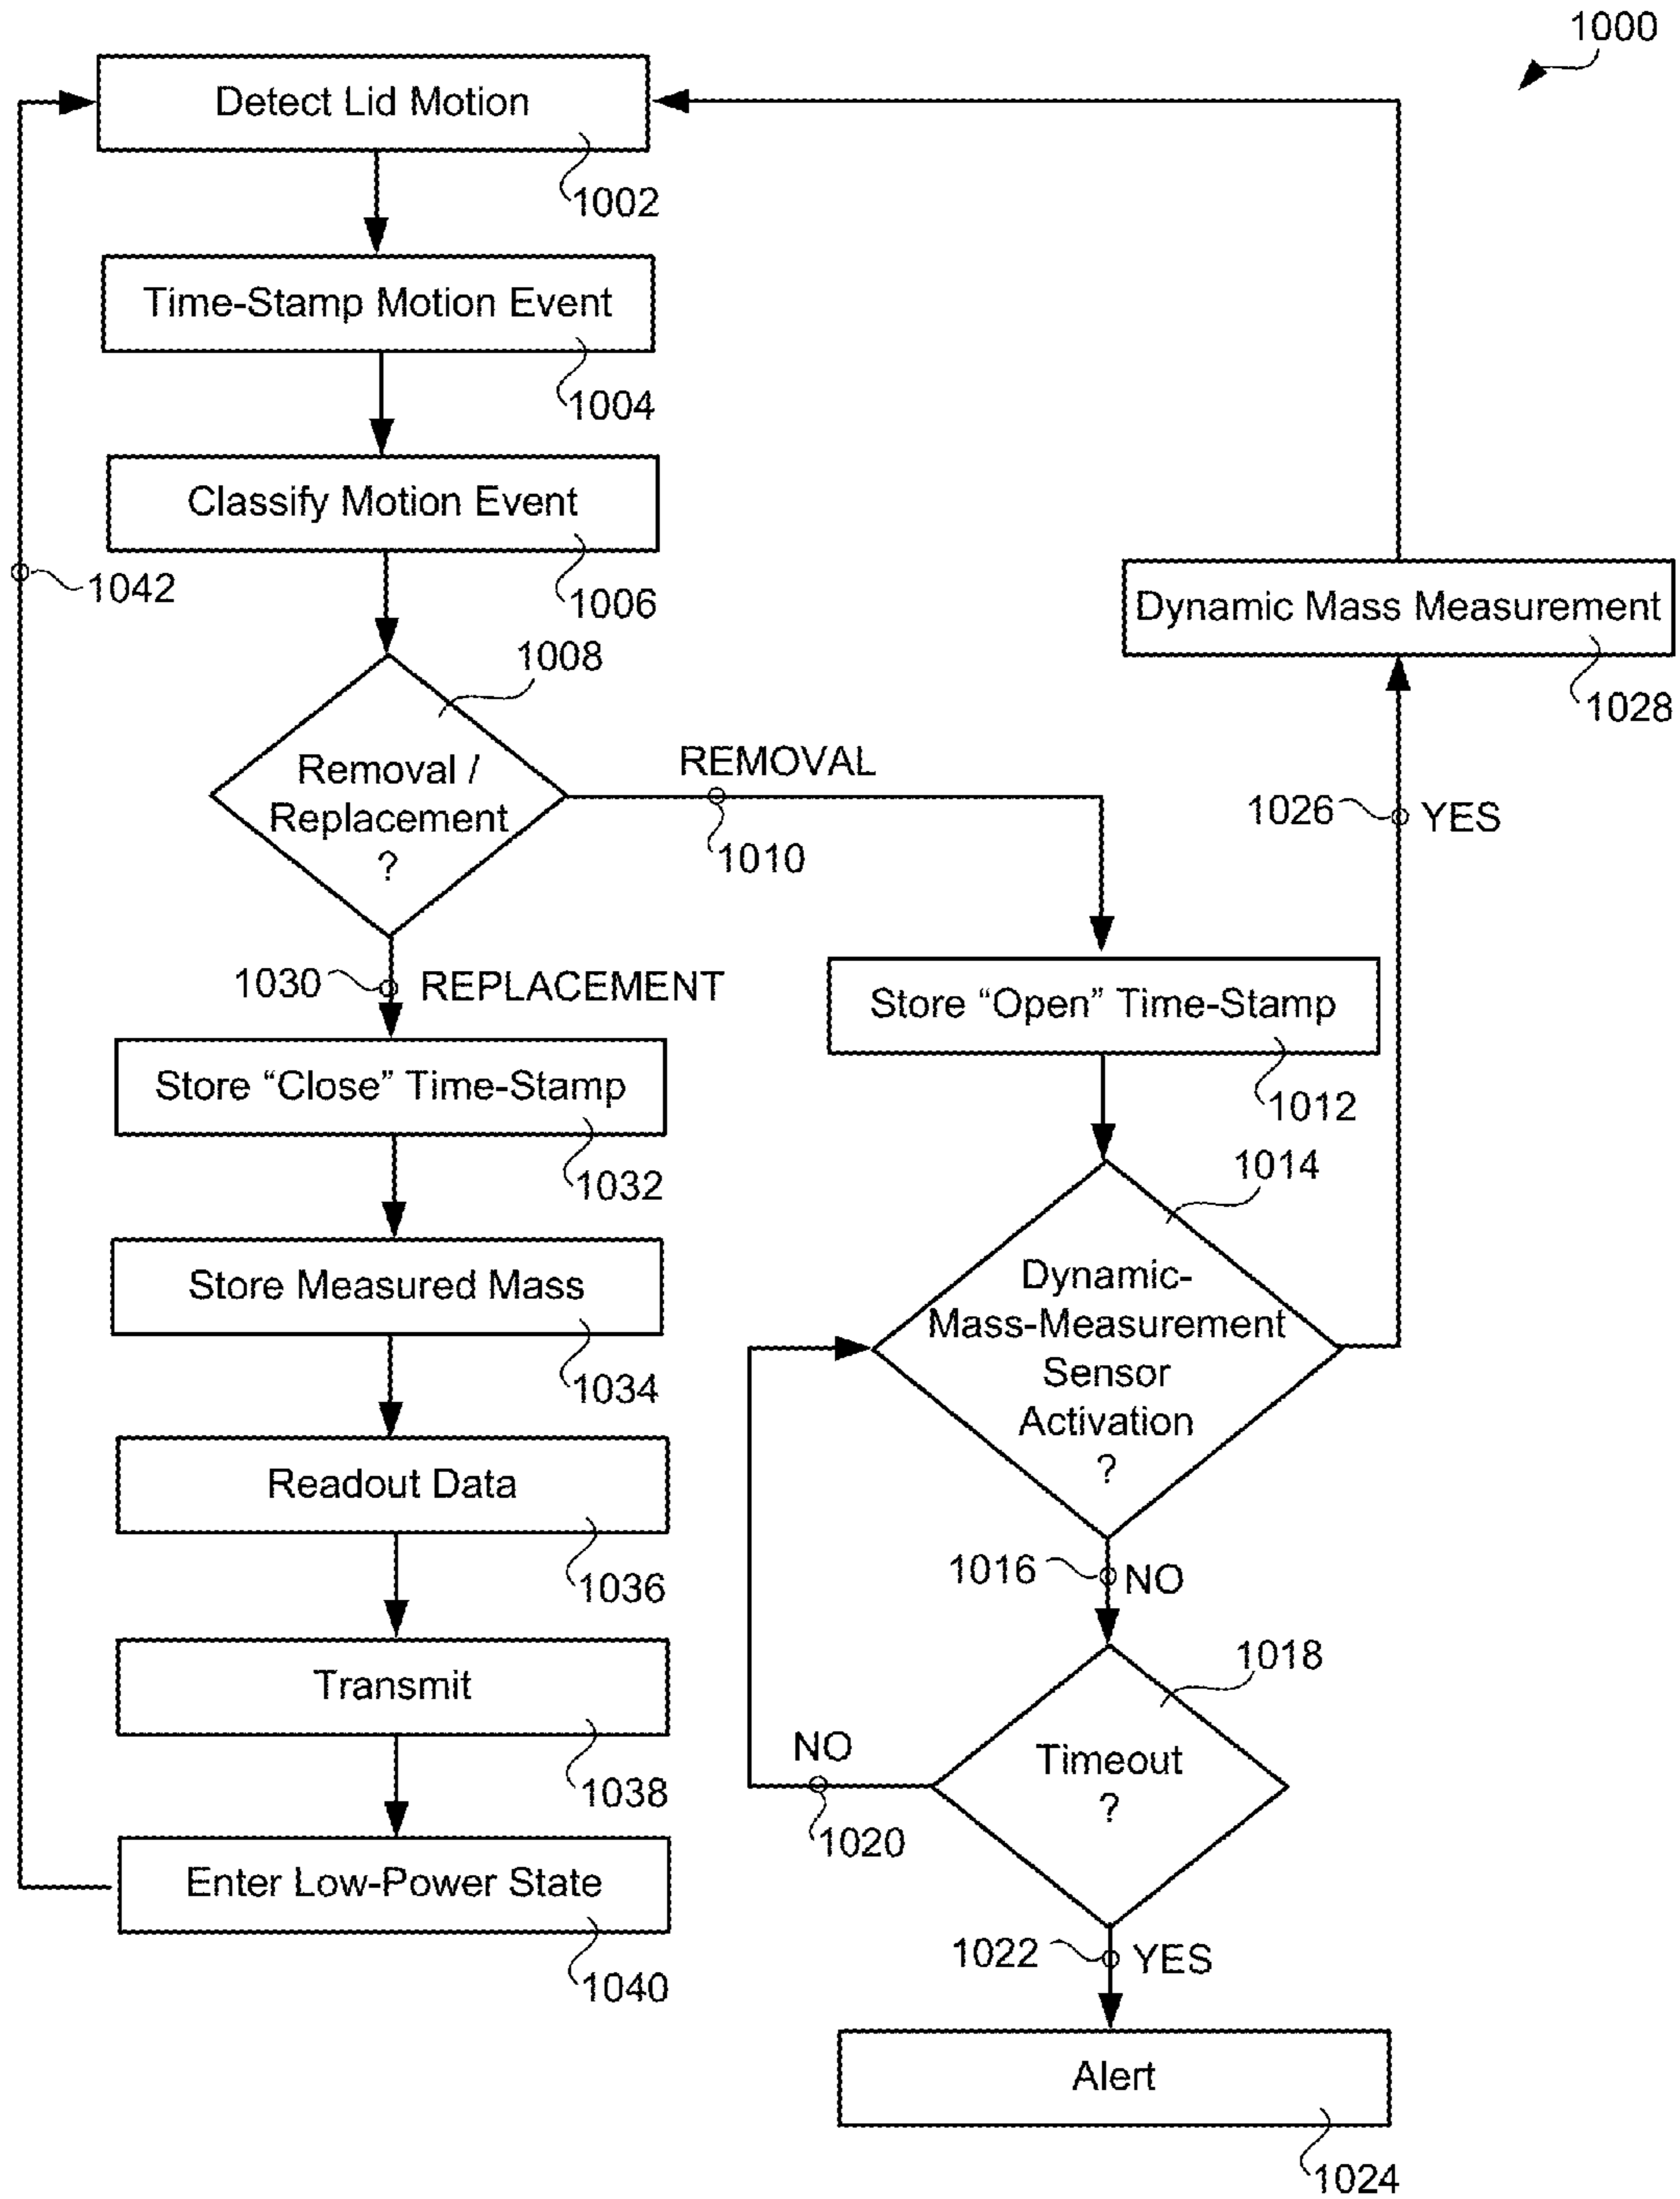 1000
Detect Lid Motion
1002
Time-Stamp Motion Event
1004
Classify Motion Event
1006
1042
Dynamic Mass Measurement
1028
1008
Removal /
Replacement
?
REMOVAL
1010
1026
YES
1030
REPLACEMENT
Store “Open” Time-Stamp
1012
Store “Close” Time-Stamp
1032
1014
Dynamic-
Mass-Measurement
Sensor
Activation
?
Store Measured Mass
1034
Readout Data
1036
1016
NO
1018
Timeout
?
NO
1020
Transmit
1038
Enter Low-Power State
1040
1022
YES
Alert
1024